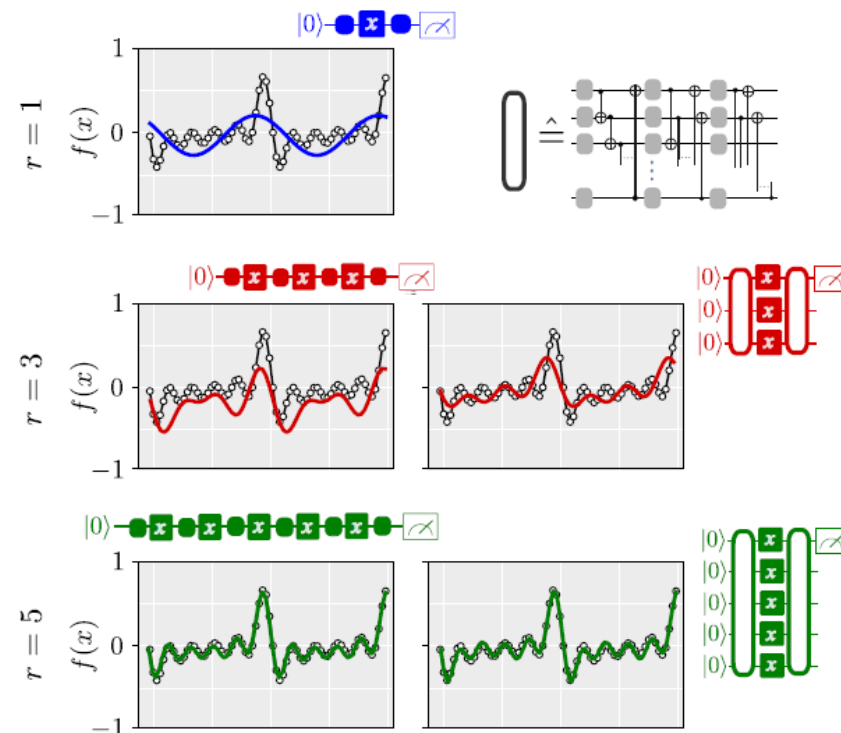 |0⟩ x
r = 1
f(x)
1
0
−1
≙
|0⟩ x x x
|0⟩ x
|0⟩ x
|0⟩ x
r = 3
f(x)
1
0
−1
|0⟩ x x x x x
|0⟩ x
|0⟩ x
|0⟩ x
|0⟩ x
|0⟩ x
r = 5
f(x)
1
0
−1